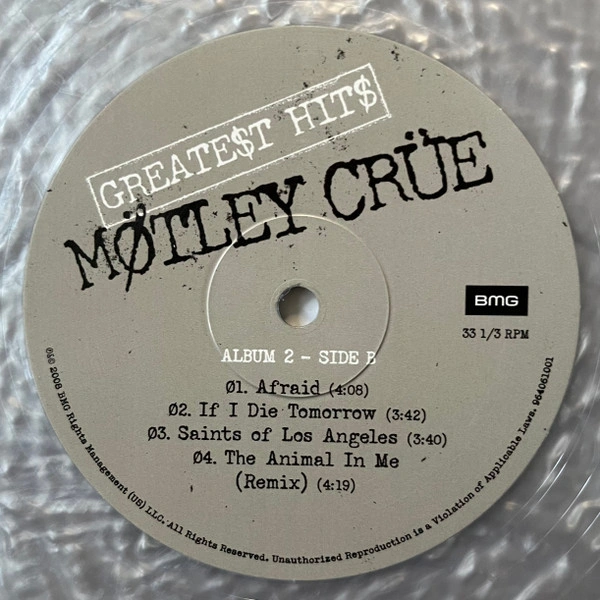 GREATE$T HIT$
MØ̈TLEY CRÜE
BMG
33 1/3 RPM
ALBUM 2 - SIDE B
Ø1. Afraid (4:08)
Ø2. If I Die Tomorrow (3:42)
Ø3. Saints of Los Angeles (3:40)
Ø4. The Animal In Me
(Remix) (4:19)
℗&© 2008 BMG Rights Management (US) LLC. All Rights Reserved. Unauthorized Reproduction is a Violation of Applicable Laws. 964061001